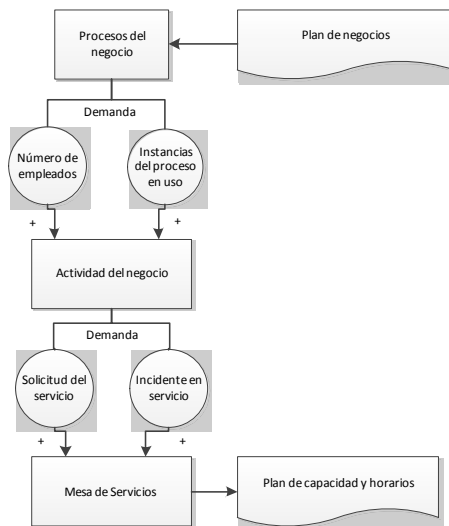 Procesos del
negocio
Plan de negocios
Demanda
Número de
empleados
Instancias
del proceso
en uso
+
+
Actividad del negocio
Demanda
Solicitud del
servicio
Incidente en
servicio
+
+
Mesa de Servicios
Plan de capacidad y horarios